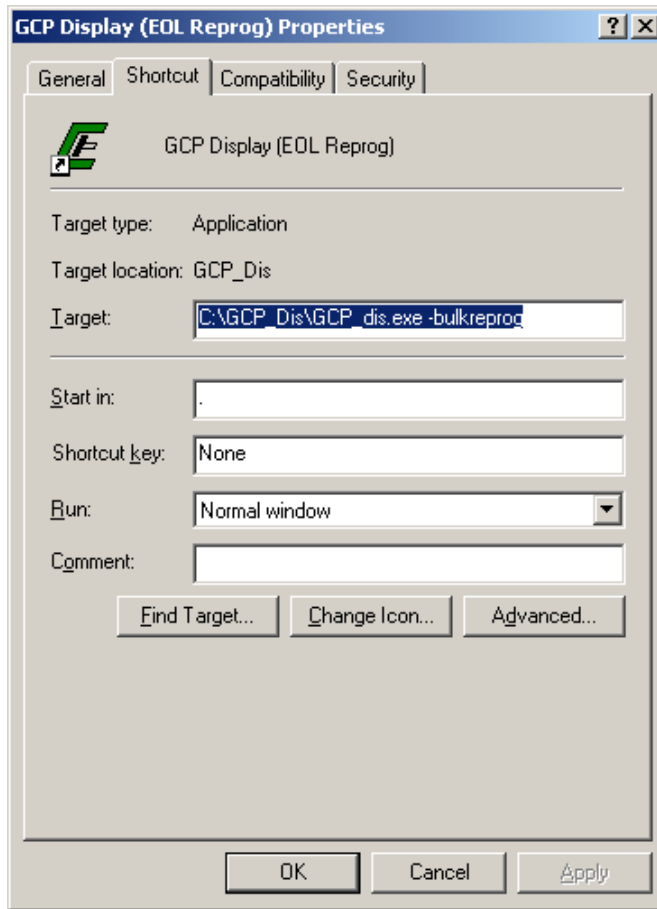 GCP Display (EOL Reprog) Properties
General Shortcut Compatibility Security
GCP Display (EOL Reprog)
Target type: Application
Target location: GCP_Dis
Target: C:\GCP_Dis\GCP_dis.exe -bulkreprog
Start in: .
Shortcut key: None
Run: Normal window
Comment:
Find Target... Change Icon... Advanced...
OK Cancel Apply